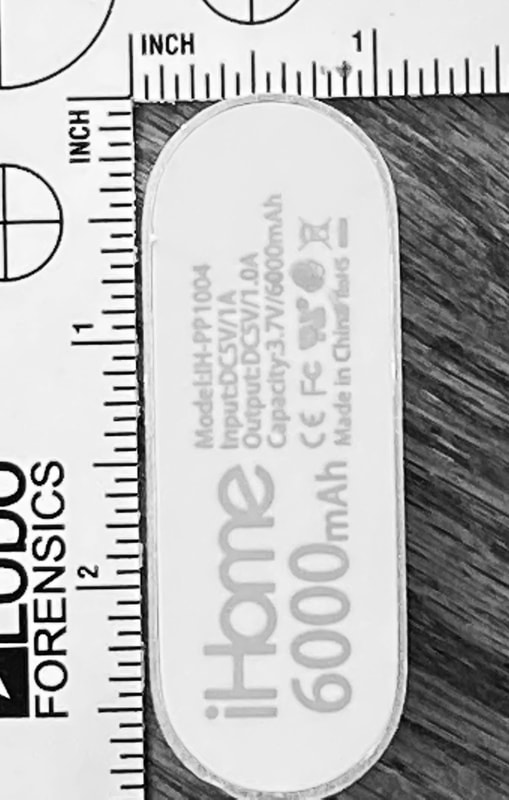 INCH 1
INCH
1
2
FORENSICS
Model:IH-PP1004
Input:DC5V/1A
Output:DC5V/1.0A
Capacity:3.7V/6000mAh
CE FC
Made in China
iHome
6000mAh